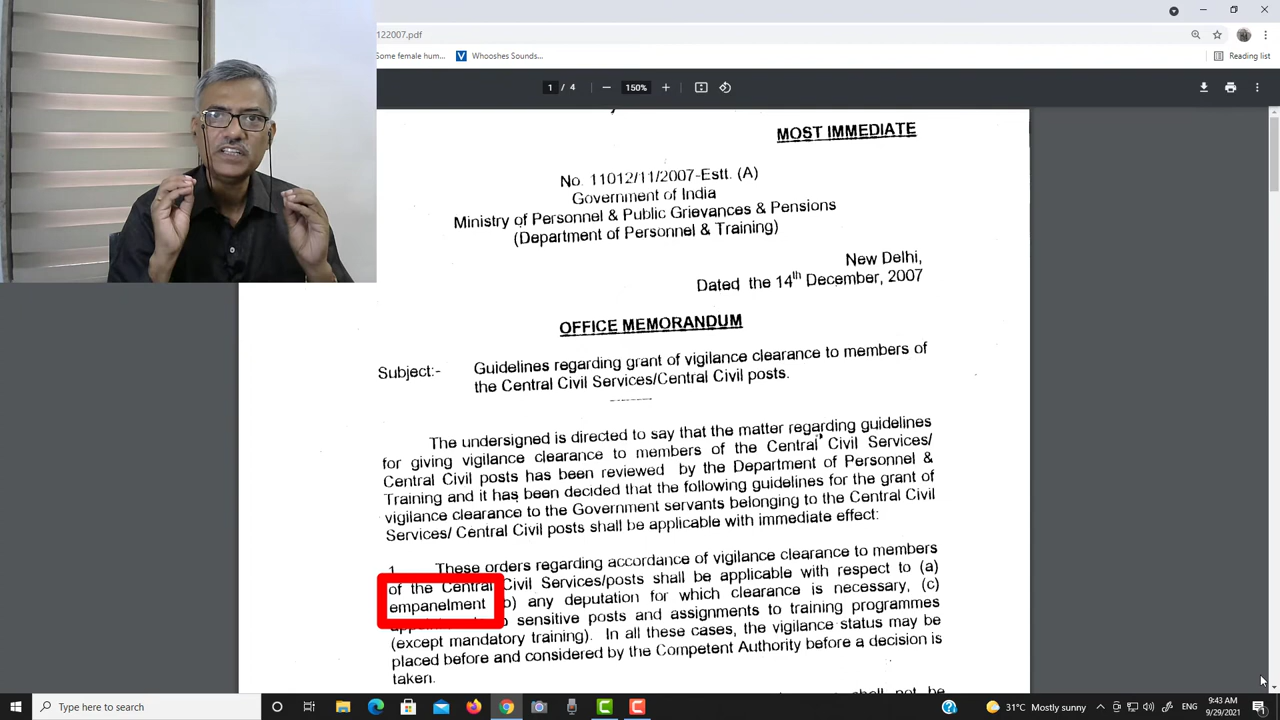 122007.pdf
Some female hum...
Whooshes Sounds...
Reading list
1 / 4
150%
MOST IMMEDIATE
No. 11012/11/2007-Estt. (A)
Government of India
Ministry of Personnel & Public Grievances & Pensions
(Department of Personnel & Training)
New Delhi,
Dated the 14th December, 2007
OFFICE MEMORANDUM
Subject:- Guidelines regarding grant of vigilance clearance to members of
the Central Civil Services/Central Civil posts.
The undersigned is directed to say that the matter regarding guidelines
for giving vigilance clearance to members of the Central Civil Services/
Central Civil posts has been reviewed by the Department of Personnel &
Training and it has been decided that the following guidelines for the grant of
vigilance clearance to the Government servants belonging to the Central Civil
Services/ Central Civil posts shall be applicable with immediate effect:
1. These orders regarding accordance of vigilance clearance to members
of the Central Civil Services/posts shall be applicable with respect to (a)
empanelment any deputation for which clearance is necessary, (c)
sensitive posts and assignments to training programmes
(except mandatory training). In all these cases, the vigilance status may be
placed before and considered by the Competent Authority before a decision is
taken.
shall not be
Type here to search
31°C Mostly sunny
9:43 AM
9/29/2021